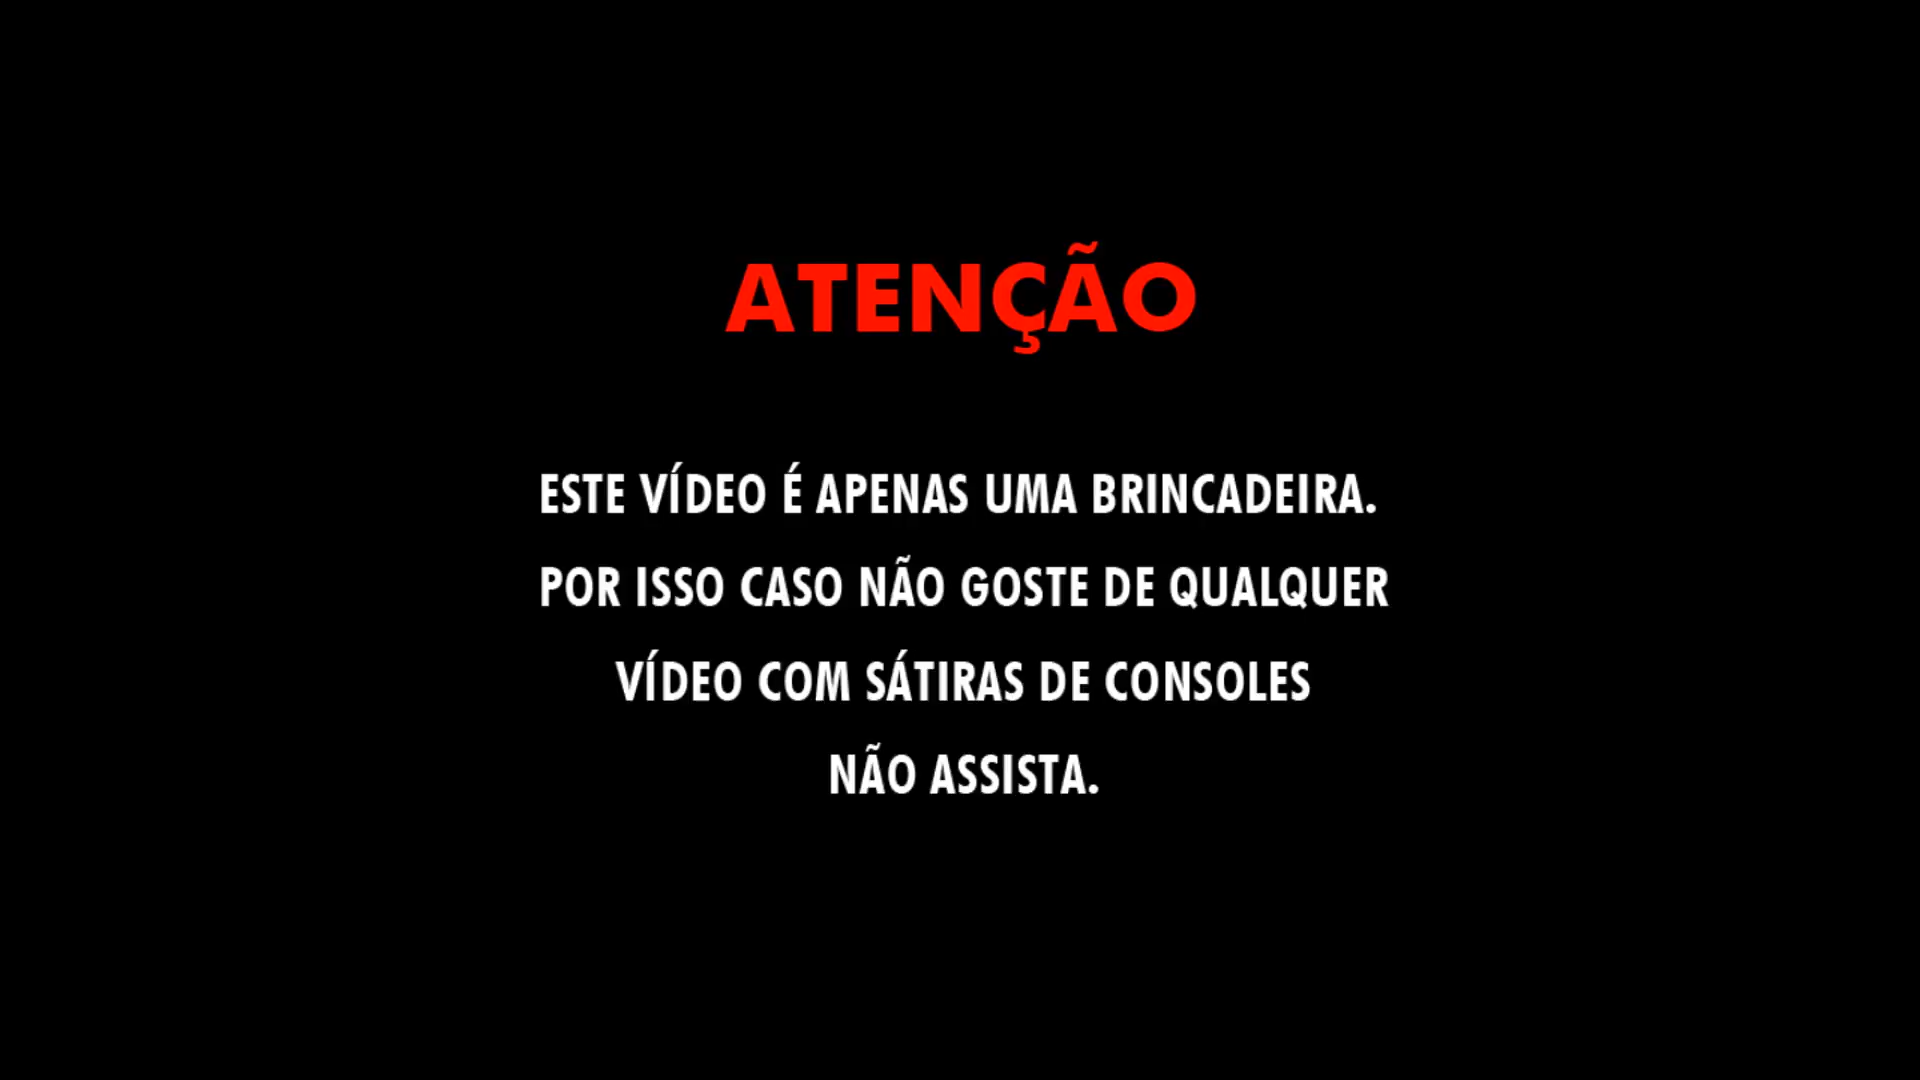 ATENÇÃO
ESTE VÍDEO É APENAS UMA BRINCADEIRA.
POR ISSO CASO NÃO GOSTE DE QUALQUER
VÍDEO COM SÁTIRAS DE CONSOLES
NÃO ASSISTA.